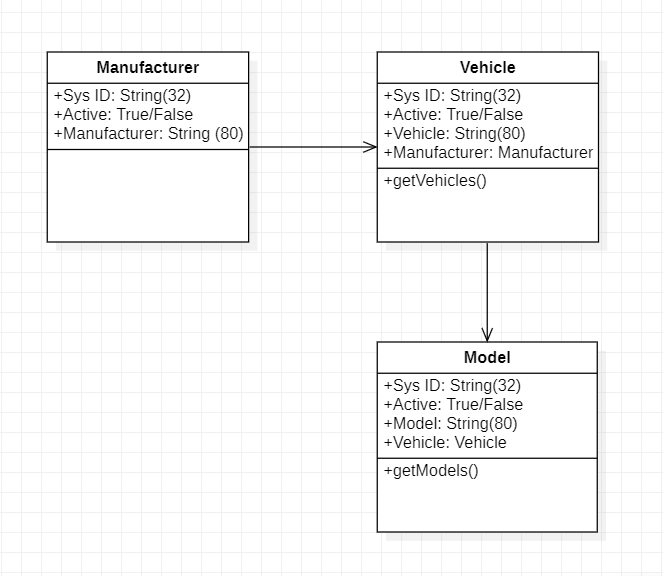 Manufacturer
+Sys ID: String(32)
+Active: True/False
+Manufacturer: String (80)
Vehicle
+Sys ID: String(32)
+Active: True/False
+Vehicle: String(80)
+Manufacturer: Manufacturer
+getVehicles()
Model
+Sys ID: String(32)
+Active: True/False
+Model: String(80)
+Vehicle: Vehicle
+getModels()